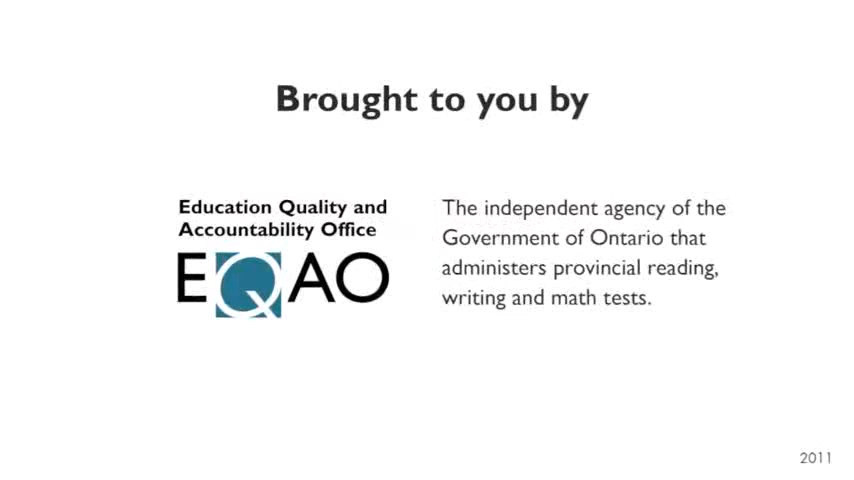 Brought to you by
Education Quality and
Accountability Office
EQAO
The independent agency of the
Government of Ontario that
administers provincial reading,
writing and math tests.
2011